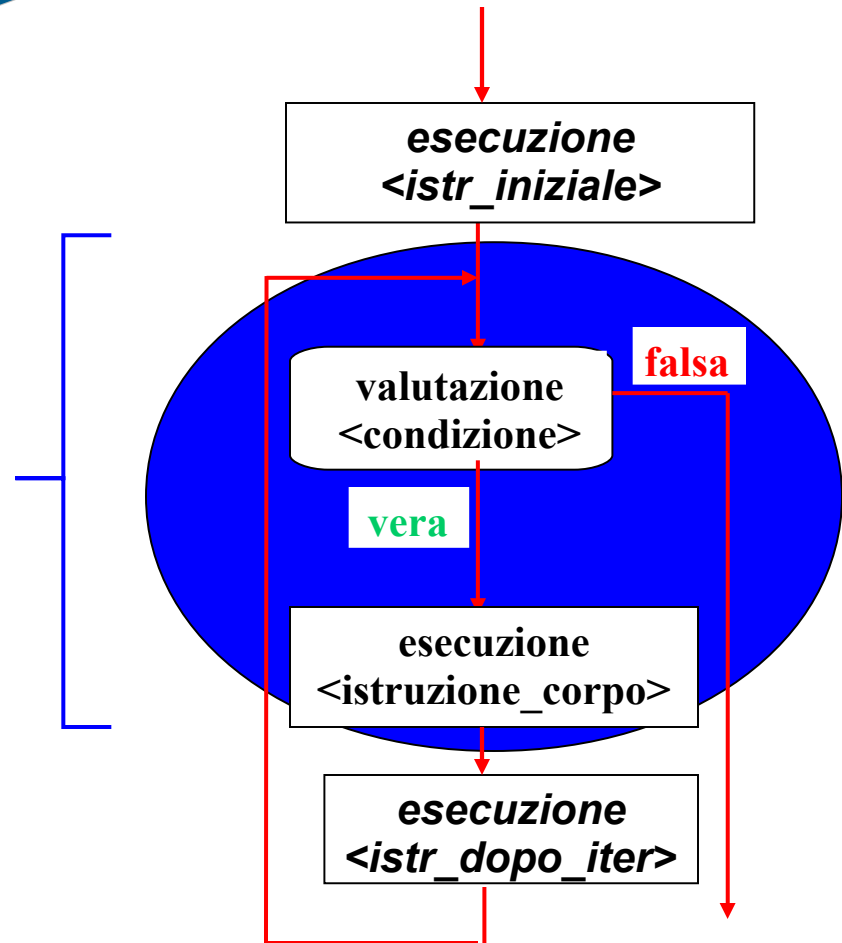 esecuzione
<istr_iniziale>
valutazione
<condizione>
falsa
vera
esecuzione
<istruzione_corpo>
esecuzione
<istr_dopo_iter>